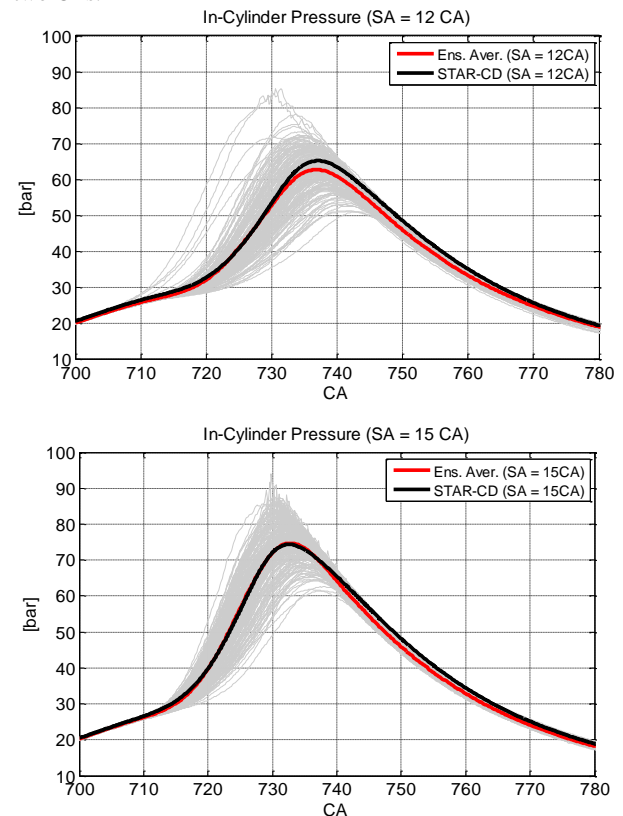 In-Cylinder Pressure (SA = 12 CA)
100
90
80
70
60
50
40
30
20
10
[bar]
Ens. Aver. (SA = 12CA)
STAR-CD (SA = 12CA)
700 710 720 730 740 750 760 770 780
CA
In-Cylinder Pressure (SA = 15 CA)
100
90
80
70
60
50
40
30
20
10
[bar]
Ens. Aver. (SA = 15CA)
STAR-CD (SA = 15CA)
700 710 720 730 740 750 760 770 780
CA